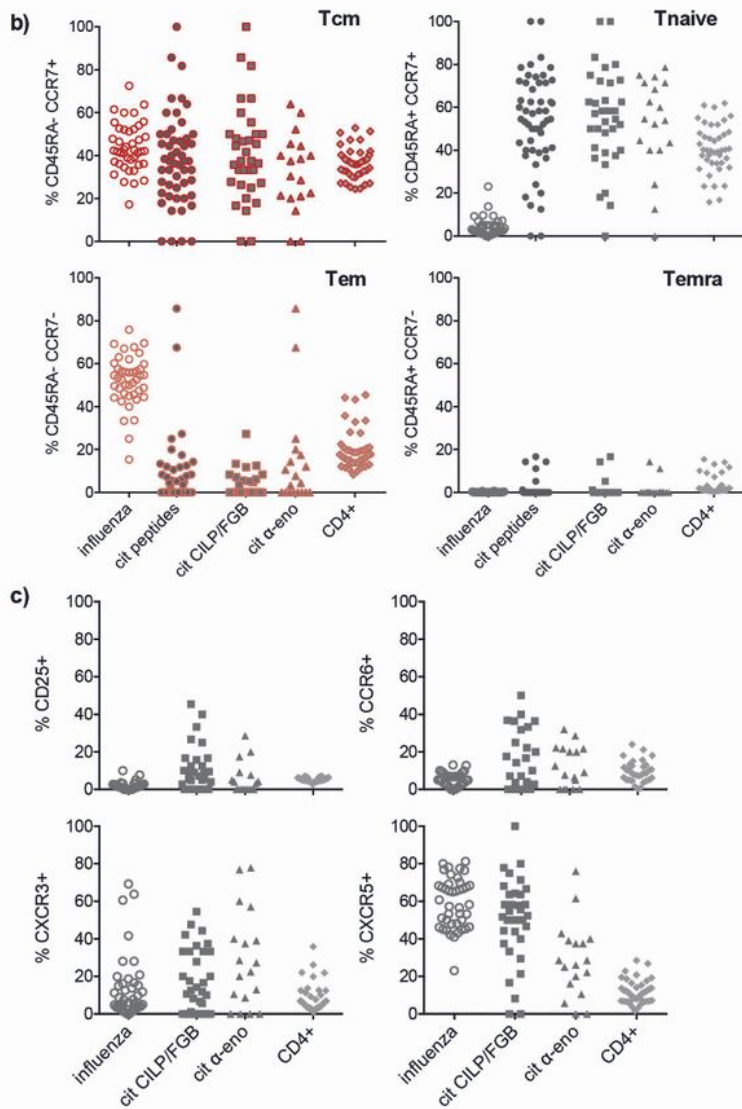 b)
Tcm
% CD45RA- CCR7+
100
80
60
40
20
0
Tnaive
% CD45RA+ CCR7+
100
80
60
40
20
0
Tem
% CD45RA- CCR7-
100
80
60
40
20
0
influenza
cit peptides
cit CILP/FGB
cit α-eno
CD4+
Temra
% CD45RA+ CCR7-
100
80
60
40
20
0
influenza
cit peptides
cit CILP/FGB
cit α-eno
CD4+
c)
% CD25+
100
80
60
40
20
0
% CCR6+
100
80
60
40
20
0
% CXCR3+
100
80
60
40
20
0
influenza
cit CILP/FGB
cit α-eno
CD4+
% CXCR5+
100
80
60
40
20
0
influenza
cit CILP/FGB
cit α-eno
CD4+